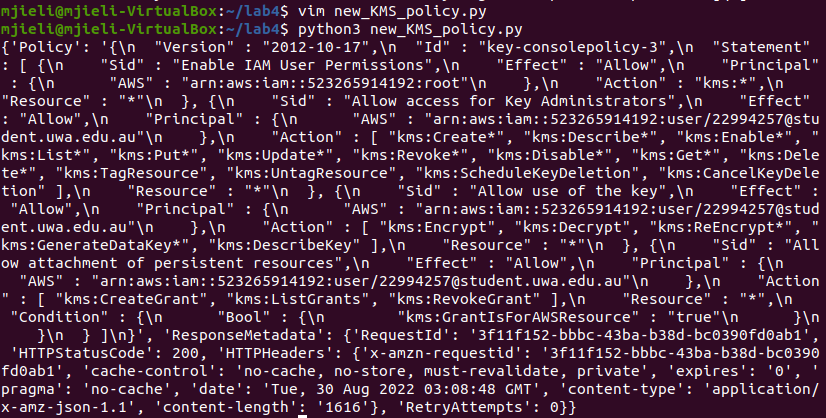 mjieli@mjieli-VirtualBox:~/lab4$ vim new_KMS_policy.py
mjieli@mjieli-VirtualBox:~/lab4$ python3 new_KMS_policy.py
{'Policy': '{\n  "Version" : "2012-10-17",\n  "Id" : "key-consolepolicy-3",\n  "Statement"
 : [ {\n    "Sid" : "Enable IAM User Permissions",\n    "Effect" : "Allow",\n    "Principal"
 : {\n      "AWS" : "arn:aws:iam::523265914192:root"\n    },\n    "Action" : "kms:*",\n    
"Resource" : "*"\n  }, {\n    "Sid" : "Allow access for Key Administrators",\n    "Effect"
: "Allow",\n    "Principal" : {\n      "AWS" : "arn:aws:iam::523265914192:user/22994257@stu
dent.uwa.edu.au"\n    },\n    "Action" : [ "kms:Create*", "kms:Describe*", "kms:Enable*", "
kms:List*", "kms:Put*", "kms:Update*", "kms:Revoke*", "kms:Disable*", "kms:Get*", "kms:Dele
te*", "kms:TagResource", "kms:UntagResource", "kms:ScheduleKeyDeletion", "kms:CancelKeyDele
tion" ],\n    "Resource" : "*"\n  }, {\n    "Sid" : "Allow use of the key",\n    "Effect" :
 "Allow",\n    "Principal" : {\n      "AWS" : "arn:aws:iam::523265914192:user/22994257@stud
ent.uwa.edu.au"\n    },\n    "Action" : [ "kms:Encrypt", "kms:Decrypt", "kms:ReEncrypt*", "
kms:GenerateDataKey*", "kms:DescribeKey" ],\n    "Resource" : "*"\n  }, {\n    "Sid" : "All
ow attachment of persistent resources",\n    "Effect" : "Allow",\n    "Principal" : {\n    
  "AWS" : "arn:aws:iam::523265914192:user/22994257@student.uwa.edu.au"\n    },\n    "Action
" : [ "kms:CreateGrant", "kms:ListGrants", "kms:RevokeGrant" ],\n    "Resource" : "*",\n   
 "Condition" : {\n      "Bool" : {\n        "kms:GrantIsForAWSResource" : "true"\n      }\n
    }\n  } ]\n}', 'ResponseMetadata': {'RequestId': '3f11f152-bbbc-43ba-b38d-bc0390fd0ab1',
 'HTTPStatusCode': 200, 'HTTPHeaders': {'x-amzn-requestid': '3f11f152-bbbc-43ba-b38d-bc0390
fd0ab1', 'cache-control': 'no-cache, no-store, must-revalidate, private', 'expires': '0', '
pragma': 'no-cache', 'date': 'Tue, 30 Aug 2022 03:08:48 GMT', 'content-type': 'application/
x-amz-json-1.1', 'content-length': '1616'}, 'RetryAttempts': 0}}